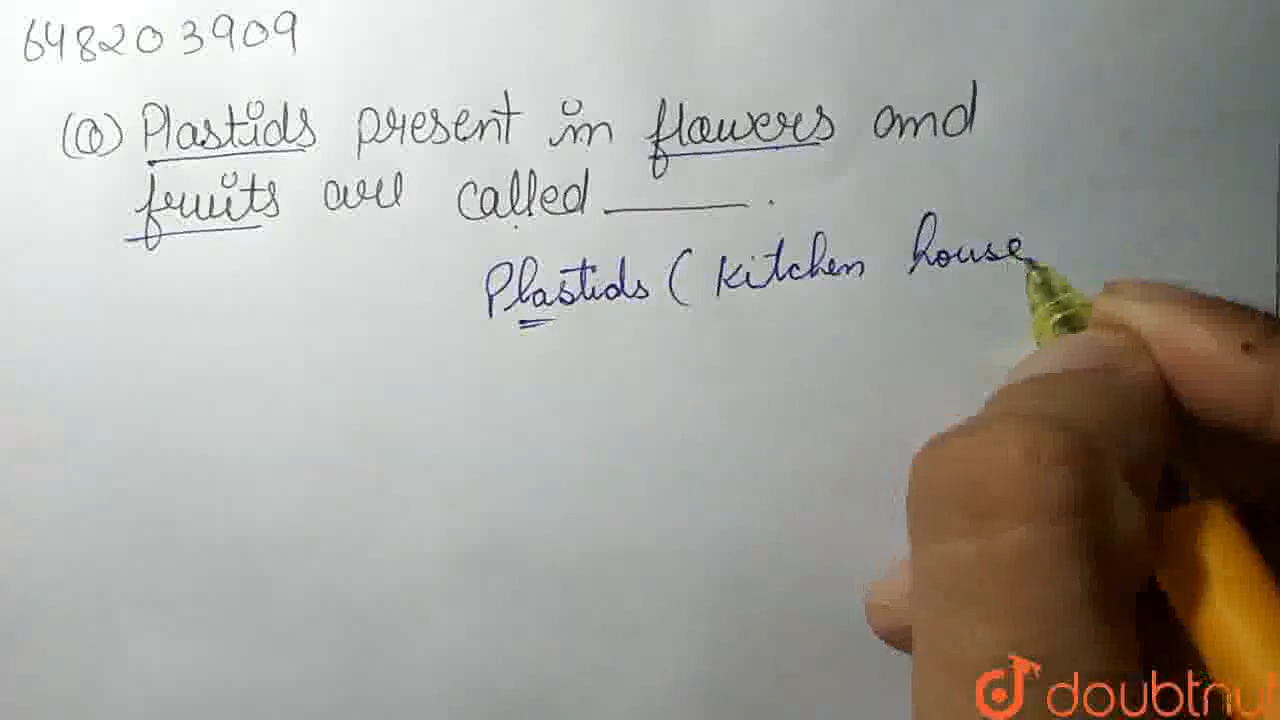 648203909
(Q) Plastids present in flowers and
fruits are called ______.
Plastids (kitchen house
doubtnut